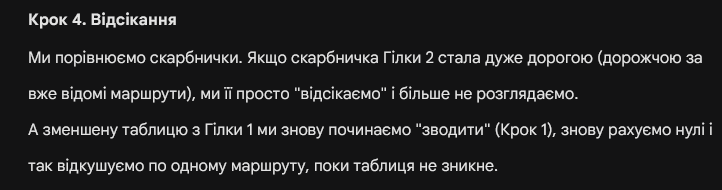 Крок 4. Відсікання
Ми порівнюємо скарбнички. Якщо скарбничка Гілки 2 стала дуже дорогою (дорожчою за
вже відомі маршрути), ми її просто "відсікаємо" і більше не розглядаємо.
А зменшену таблицю з Гілки 1 ми знову починаємо "зводити" (Крок 1), знову рахуємо нулі і
так відкушуємо по одному маршруту, поки таблиця не зникне.